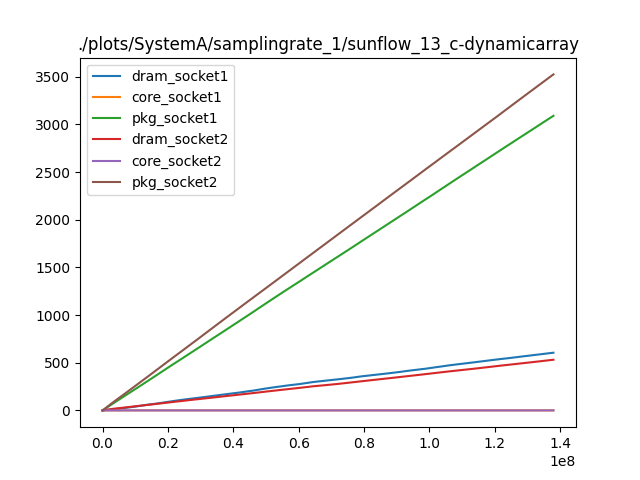 ./plots/SystemA/samplingrate_1/sunflow_13_c-dynamicarray
dram_socket1
core_socket1
pkg_socket1
dram_socket2
core_socket2
pkg_socket2
3500
3000
2500
2000
1500
1000
500
0
0.0 0.2 0.4 0.6 0.8 1.0 1.2 1.4
1e8